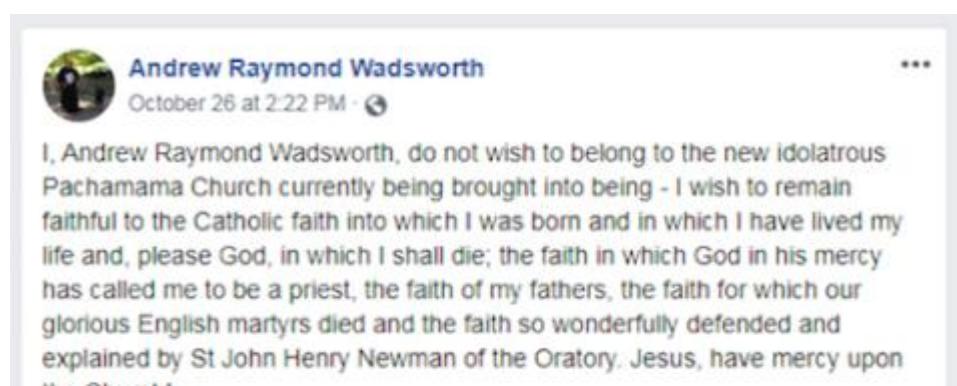 Andrew Raymond Wadsworth
October 26 at 2:22 PM ·
I, Andrew Raymond Wadsworth, do not wish to belong to the new idolatrous
Pachamama Church currently being brought into being - I wish to remain
faithful to the Catholic faith into which I was born and in which I have lived my
life and, please God, in which I shall die; the faith in which God in his mercy
has called me to be a priest, the faith of my fathers, the faith for which our
glorious English martyrs died and the faith so wonderfully defended and
explained by St John Henry Newman of the Oratory. Jesus, have mercy upon